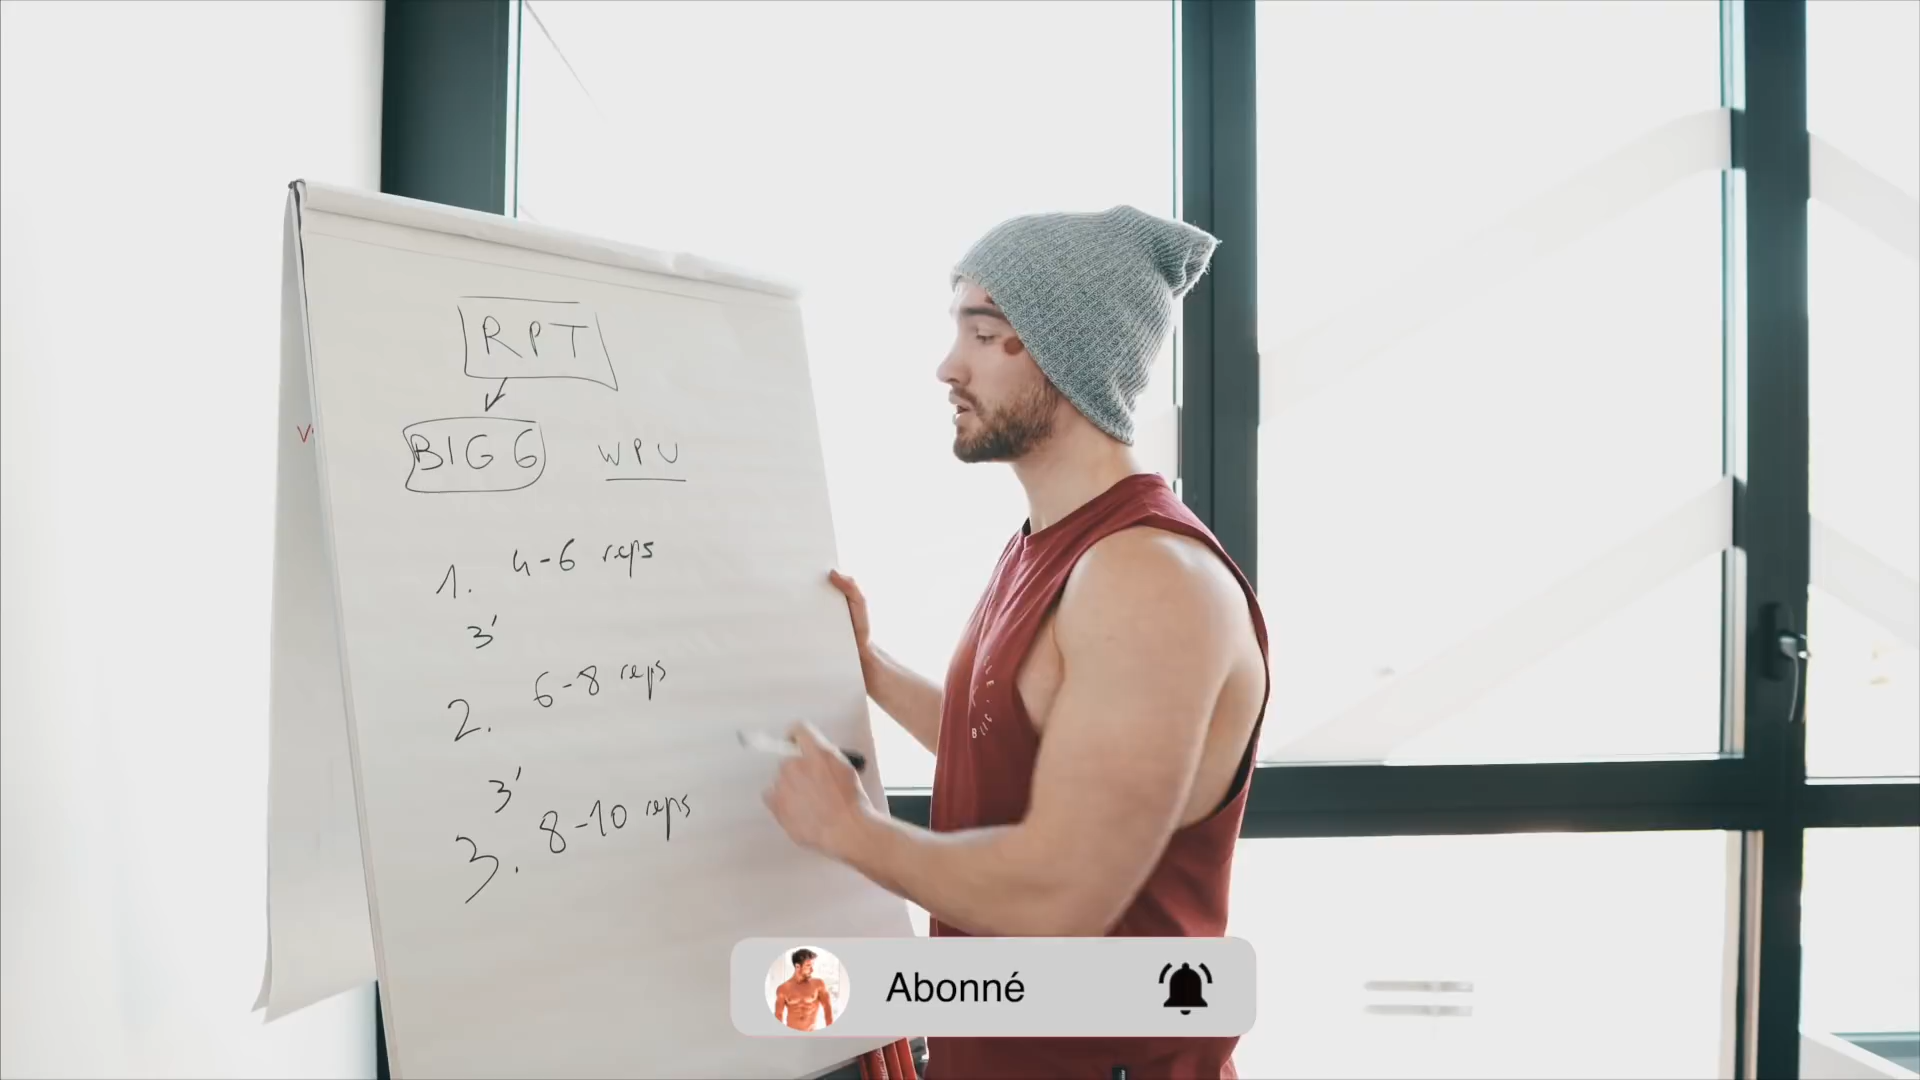 RPT
BIG 6 WPU
1. 4-6 reps
3'
2. 6-8 reps
3'
3. 8-10 reps
Abonné